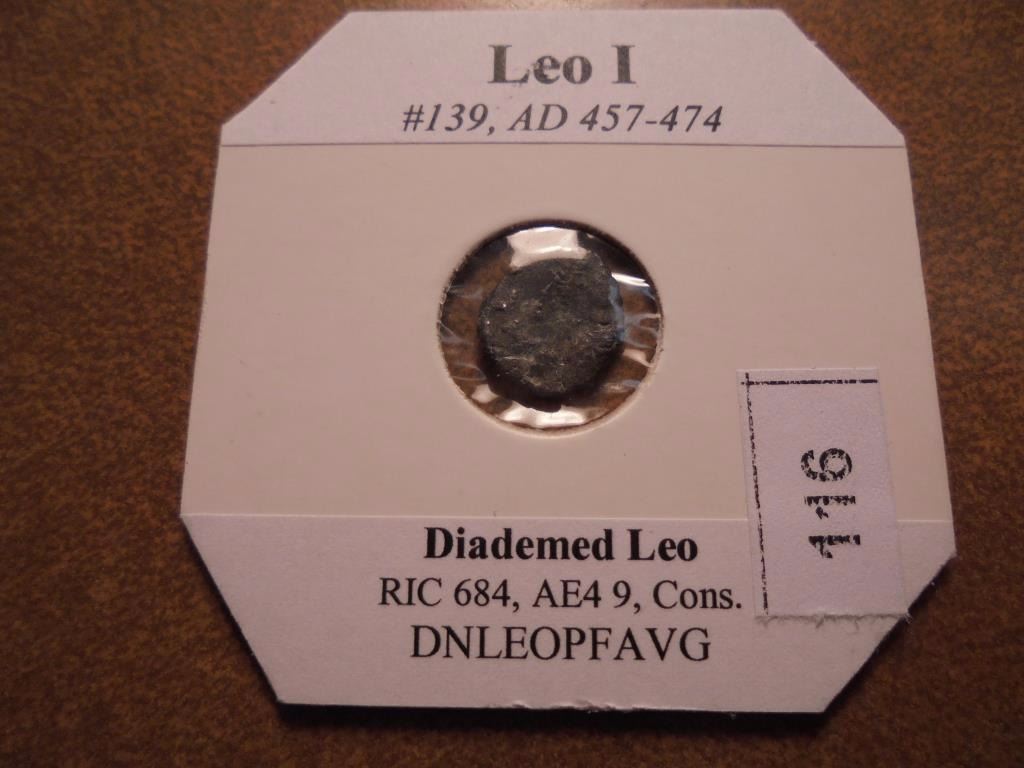 Leo I
#139, AD 457-474
116
Diademed Leo
RIC 684, AE4 9, Cons.
DNLEOPFAVG